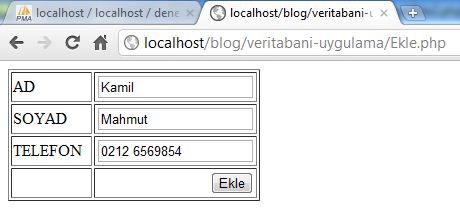 PMA localhost / localhost / dene
localhost/blog/veritabani-u
localhost/blog/veritabani-uygulama/Ekle.php
AD Kamil
SOYAD Mahmut
TELEFON 0212 6569854
Ekle